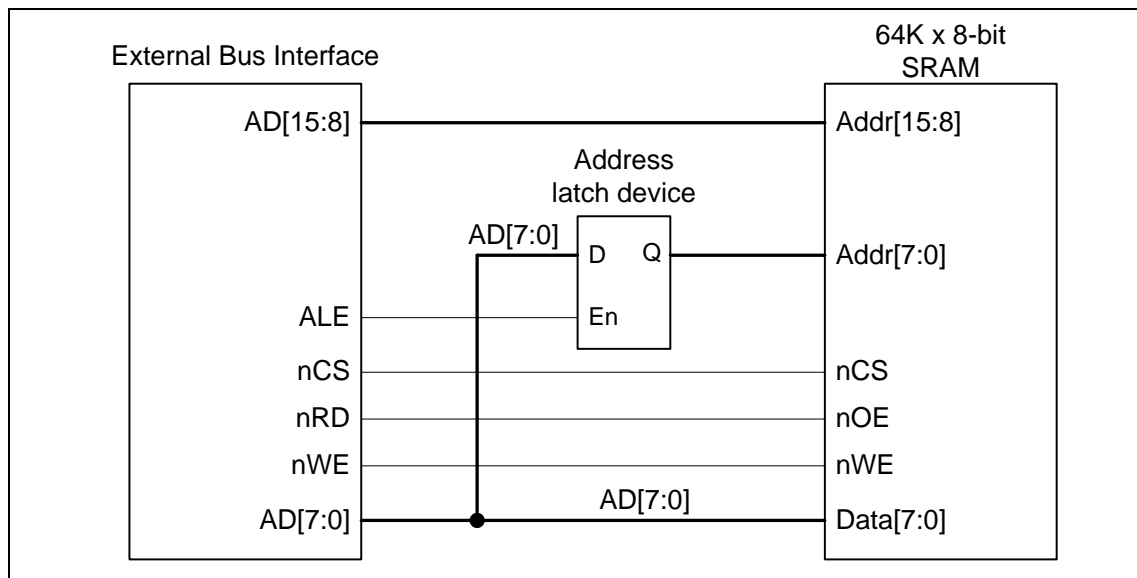 External Bus Interface
64K x 8-bit
SRAM
AD[15:8]
Addr[15:8]
Address
latch device
AD[7:0]
D
Q
Addr[7:0]
ALE
En
nCS
nCS
nRD
nOE
nWE
nWE
AD[7:0]
AD[7:0]
Data[7:0]